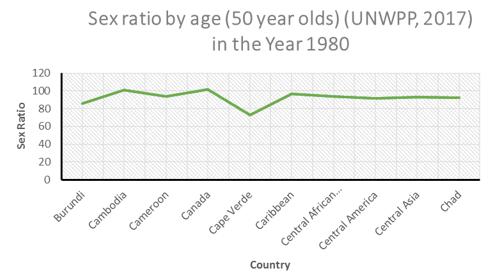 Sex ratio by age (50 year olds) (UNWPP, 2017)
in the Year 1980
120
100
80
60
40
20
0
Sex Ratio
Burundi
Cambodia
Cameroon
Canada
Cape Verde
Caribbean
Central African...
Central America
Central Asia
Chad
Country